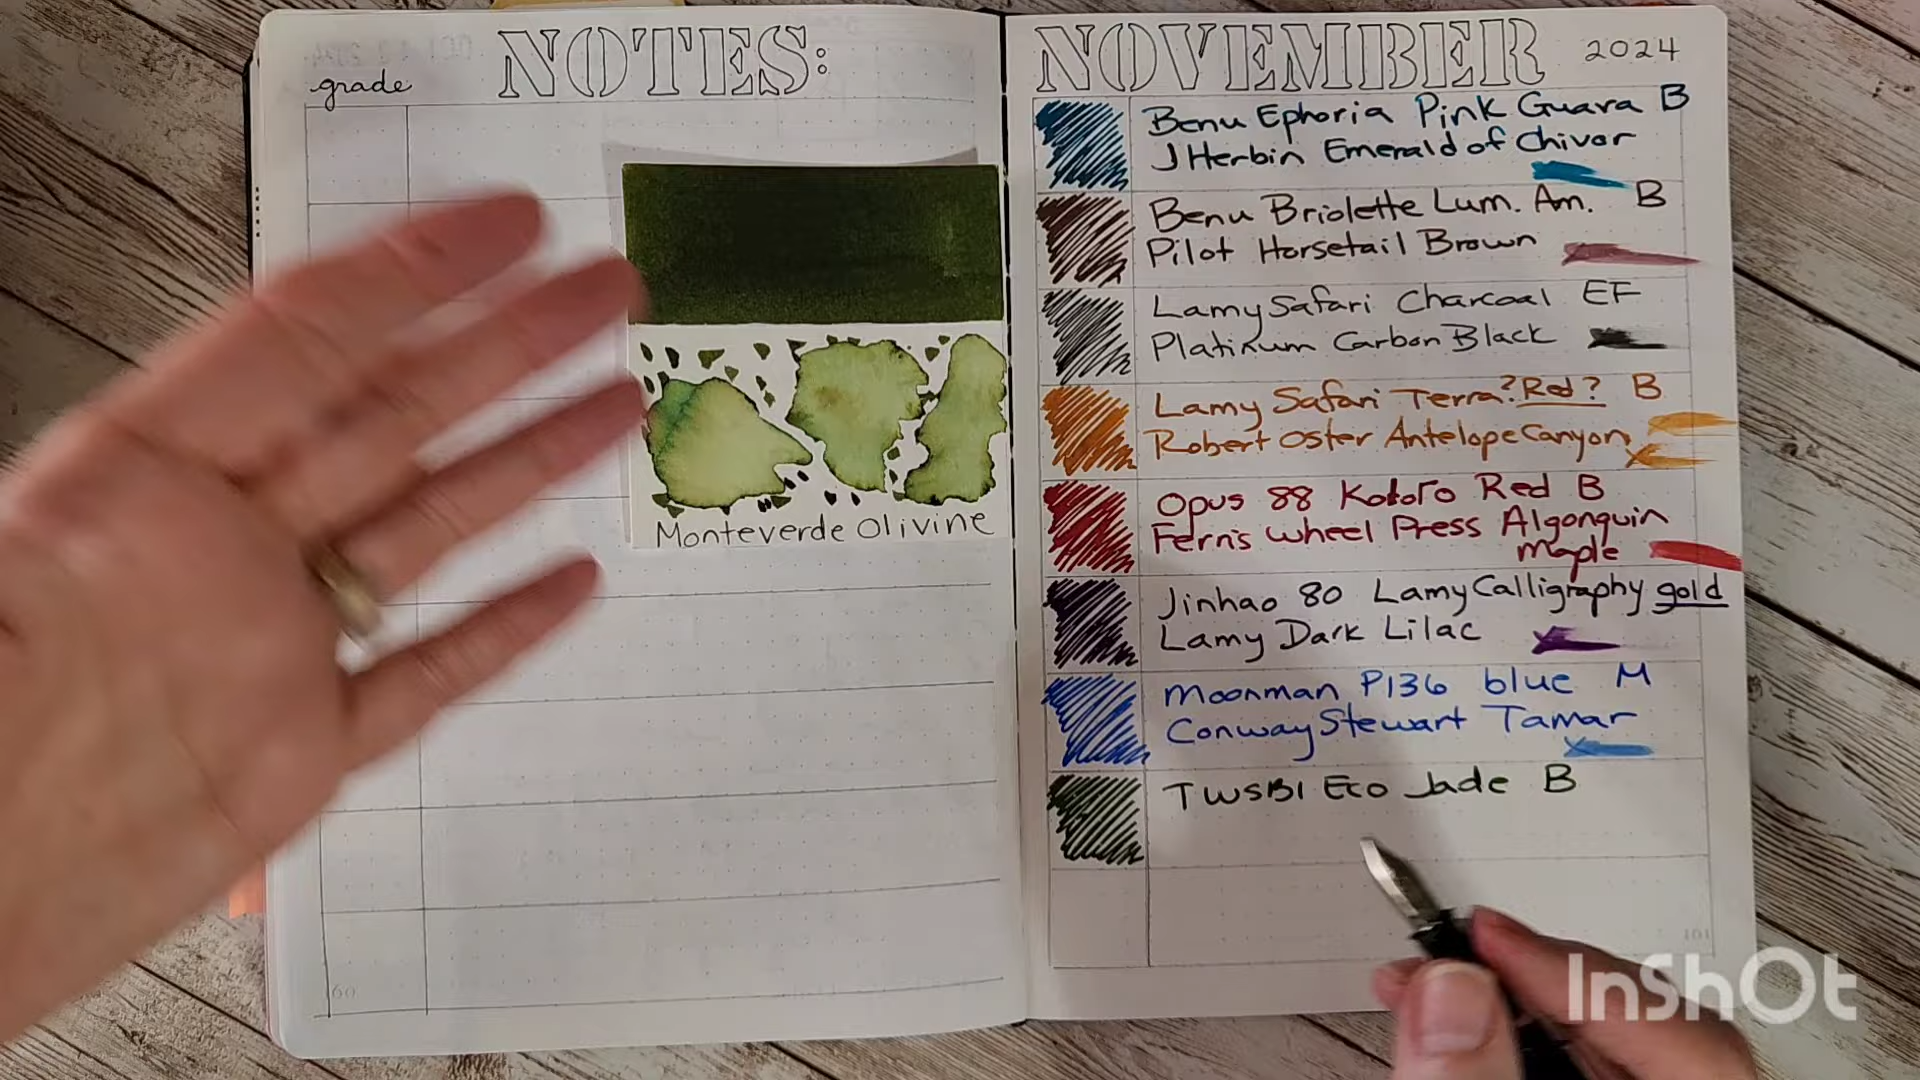 NOTES:
grade
Monteverde Olivine
60
NOVEMBER 2024
Benu Ephoria Pink Guara B
J Herbin Emerald of Chivor
Benu Briolette Lum. Am. B
Pilot Horsetail Brown
Lamy Safari Charcoal EF
Platinum Carbon Black
Lamy Safari Terra? Red? B
Robert Oster Antelope Canyon
Opus 88 Koloro Red B
Ferris Wheel Press Algonquin
Maple
Jinhao 80 Lamy Calligraphy gold
Lamy Dark Lilac
Moonman P136 blue M
Conway Stewart Tamar
TWSBI Eco Jade B
161
InShOt